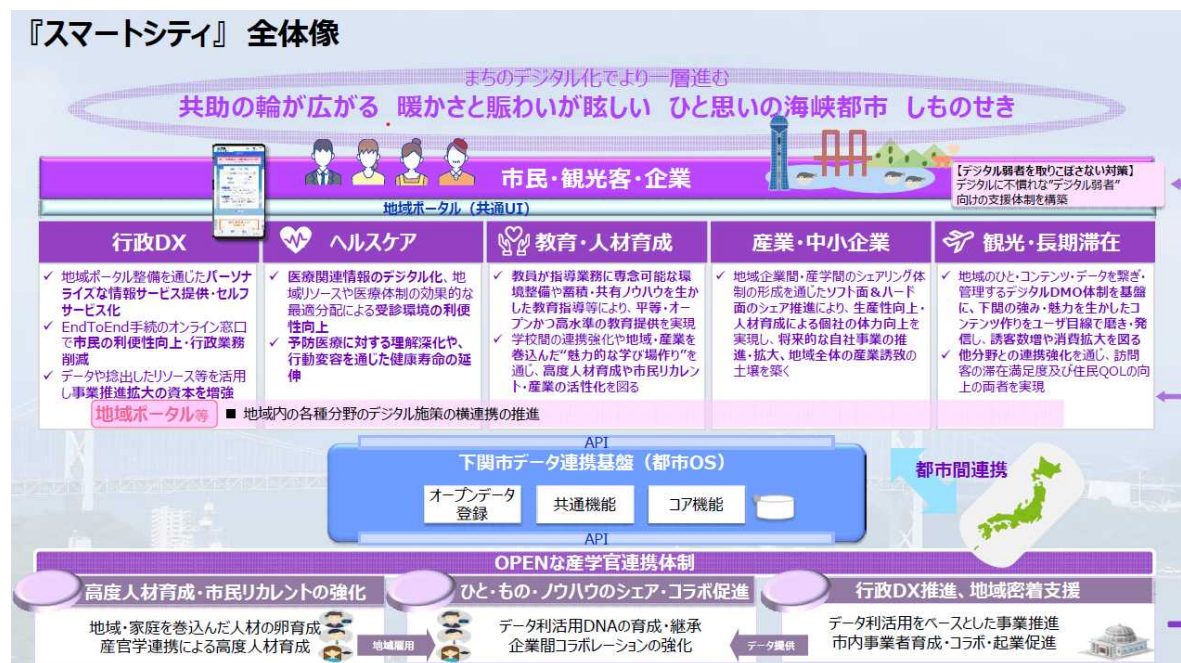 『スマートシティ』 全体像
まちのデジタル化でより一層進む
共助の輪が広がる 暖かさと賑わいが眩しい ひと思いの海峡都市 しものせき
市民・観光客・企業
【デジタル弱者を取りこぼさない対策】
デジタルに不慣れな“デジタル弱者”
向けの支援体制を構築
地域ポータル（共通UI）
行政DX
✓ 地域ポータル整備を通じたパーソナ
ライズな情報サービス提供・セルフ
サービス化
✓ EndToEnd手続のオンライン窓口
で市民の利便性向上・行政業務
削減
✓ データや捻出したリソース等を活用
し事業推進拡大の資本を増強
ヘルスケア
✓ 医療関連情報のデジタル化、地
域リソースや医療体制の効果的な
最適分配による受診環境の利便
性向上
✓ 予防医療に対する理解深化や、
行動変容を通じた健康寿命の延
伸
教育・人材育成
✓ 教員が指導業務に専念可能な環
境整備や蓄積・共有ノウハウを生か
した教育指導等により、平等・オー
プンかつ高水準の教育提供を実現
✓ 学校間の連携強化や地域・産業を
巻込んだ“魅力的な学び場作り”を
通じ、高度人材育成や市民リカレン
ト・産業の活性化を図る
産業・中小企業
✓ 地域企業間・産学間のシェアリング体
制の形成を通じたソフト面＆ハード
面のシェア推進により、生産性向上・
人材育成による個社の体力向上を
実現し、将来的な自社事業の推
進・拡大、地域全体の産業誘致の
土壌を築く
観光・長期滞在
✓ 地域のひと・コンテンツ・データを繋ぎ・
管理するデジタルDMO体制を基盤
に、下関の強み・魅力を生かしたコ
ンテンツ作りをユーザ目線で磨き・発
信し、誘客数増や消費拡大を図る
✓ 他分野との連携強化を通じ、訪問
客の滞在満足度及び住民QOLの向
上の両者を実現
地域ポータル等
■ 地域内の各種分野のデジタル施策の横連携の推進
API
下関市データ連携基盤（都市OS）
オープンデータ
登録
共通機能
コア機能
API
都市間連携
OPENな産学官連携体制
高度人材育成・市民リカレントの強化
地域・家庭を巻込んだ人材の卵育成
産官学連携による高度人材育成
地域雇用
ひと・もの・ノウハウのシェア・コラボ促進
データ利活用DNAの育成・継承
企業間コラボレーションの強化
データ提供
行政DX推進、地域密着支援
データ利活用をベースとした事業推進
市内事業者育成・コラボ・起業促進